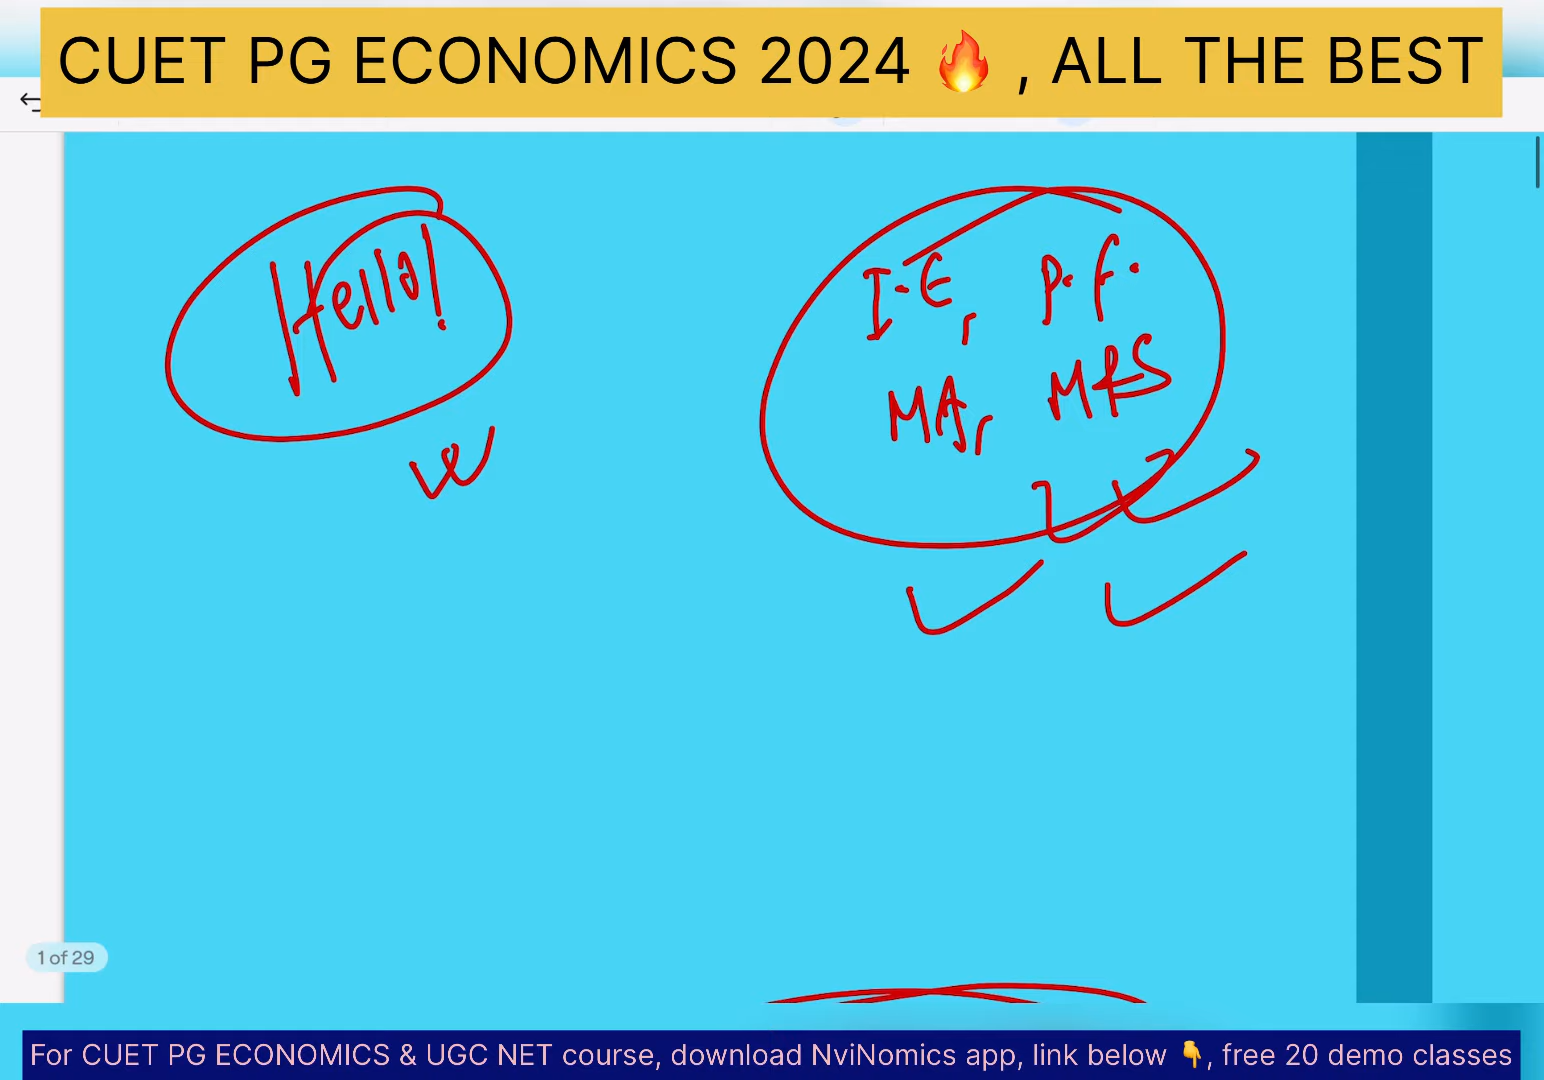 CUET PG ECONOMICS 2024 🔥 , ALL THE BEST
Hello!
I.E, P.F.
MA, MRS
1 of 29
For CUET PG ECONOMICS & UGC NET course, download NviNomics app, link below 👇, free 20 demo classes